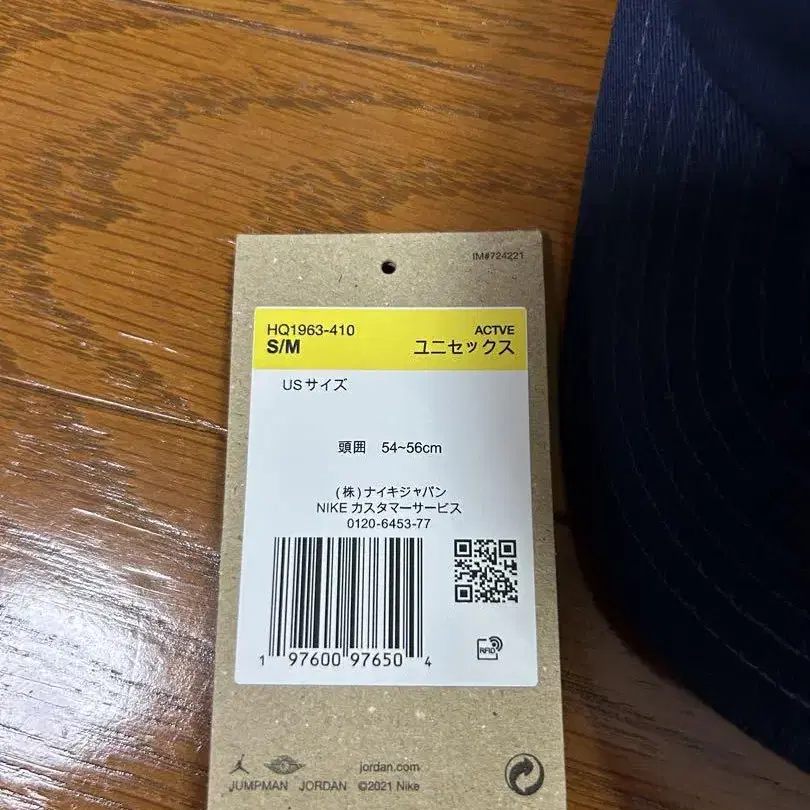 IM#724221
HQ1963-410 ACTVE
S/M ユニセックス
USサイズ
頭囲 54~56cm
(株)ナイキジャパン
NIKE カスタマーサービス
0120-6453-77
RFID
1 97600 97650 4
jordan.com
JUMPMAN JORDAN ©2021 Nike